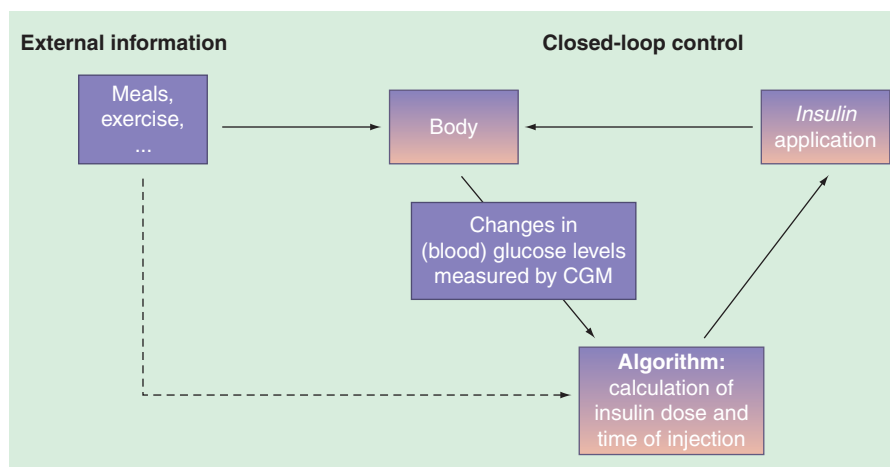 External information
Closed-loop control
Meals,
exercise,
...
Body
Insulin
application
Changes in
(blood) glucose levels
measured by CGM
Algorithm:
calculation of
insulin dose and
time of injection